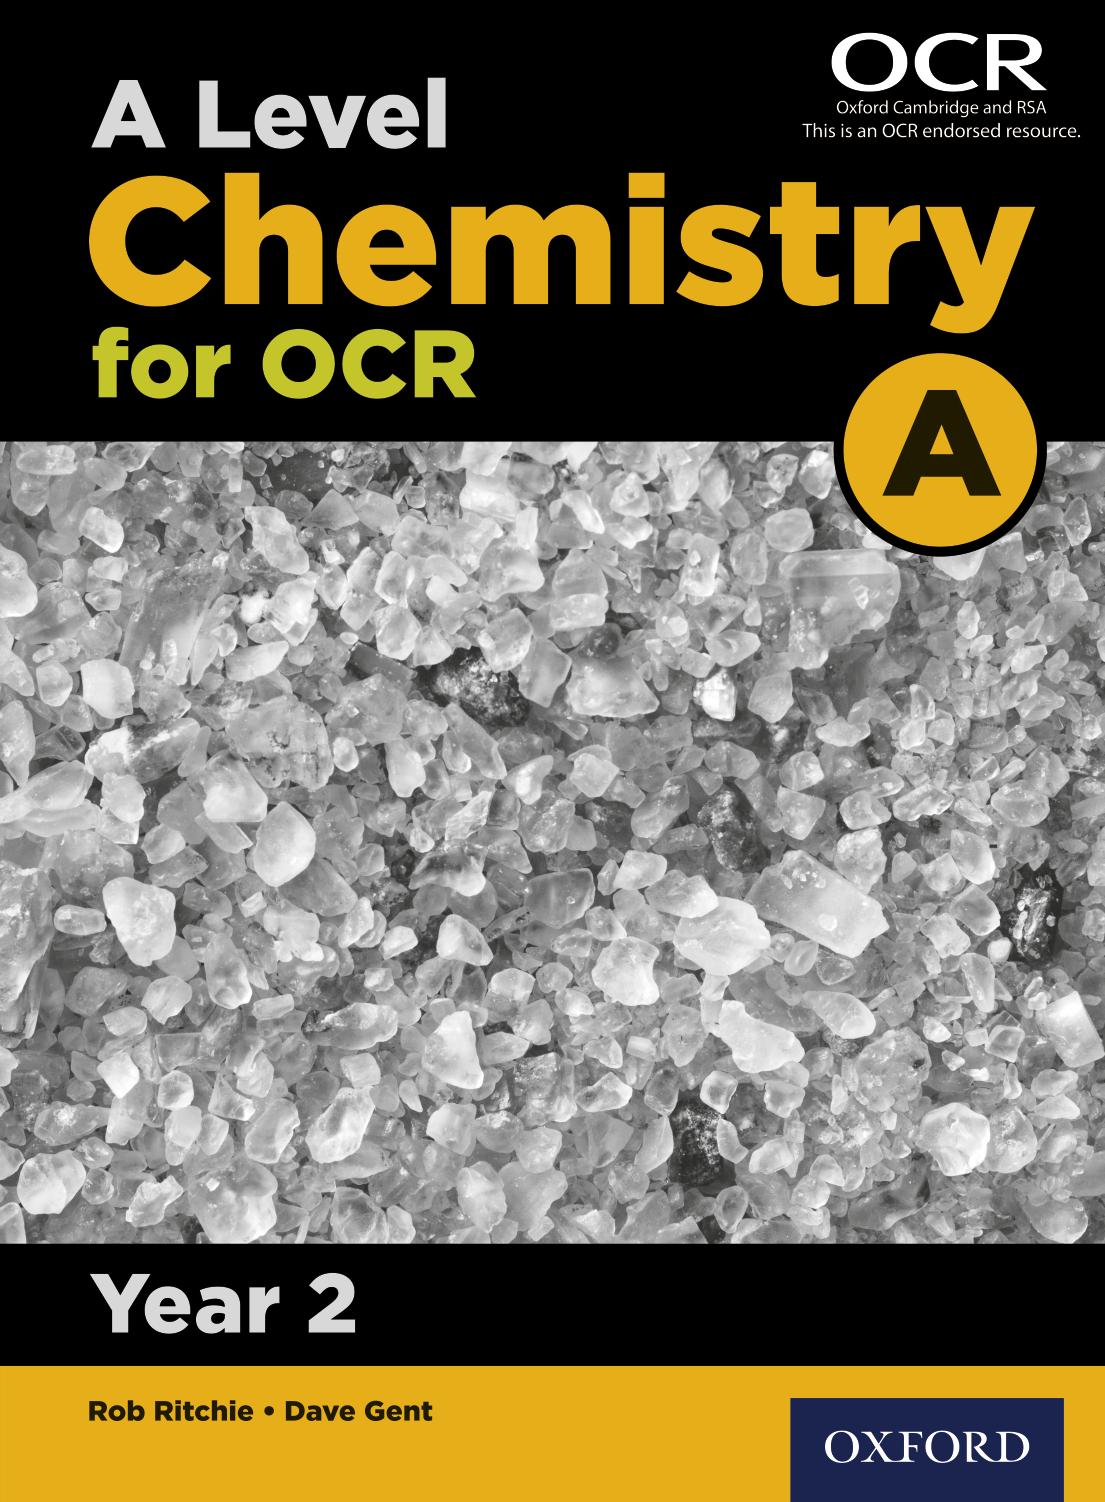 OCR
Oxford Cambridge and RSA
This is an OCR endorsed resource.
A Level
Chemistry
for OCR
A
Year 2
Rob Ritchie • Dave Gent
OXFORD